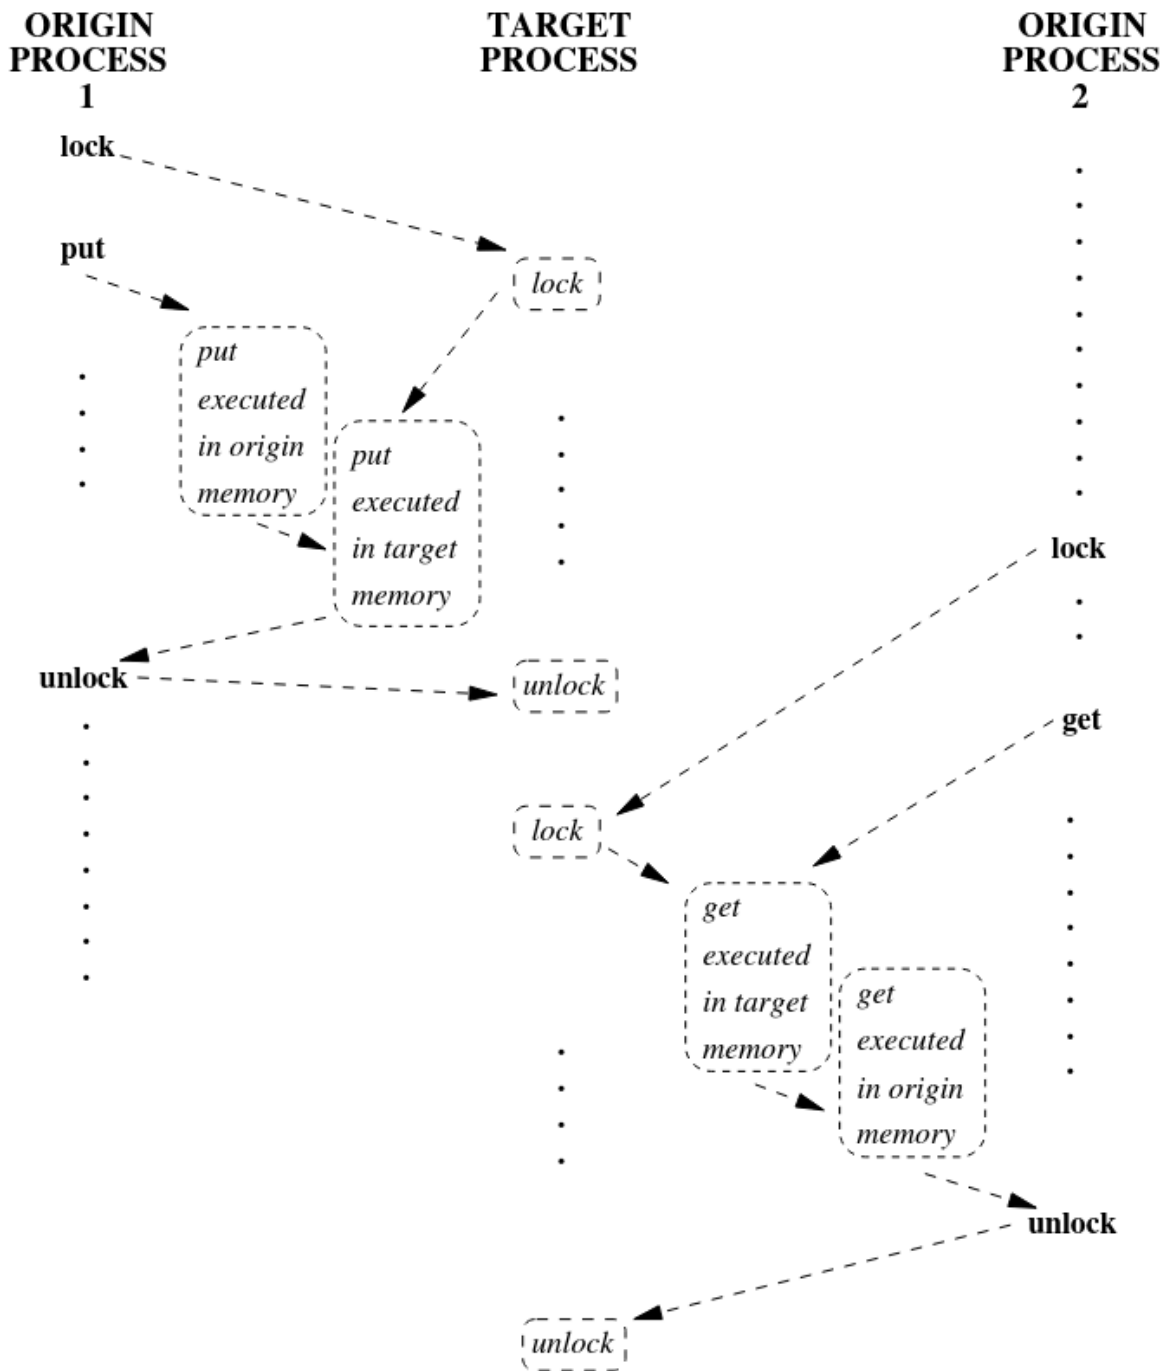 ORIGIN
PROCESS
1
TARGET
PROCESS
ORIGIN
PROCESS
2
lock
put
lock
put
executed
in origin
memory
put
executed
in target
memory
lock
unlock
unlock
get
lock
get
executed
in target
memory
get
executed
in origin
memory
unlock
unlock